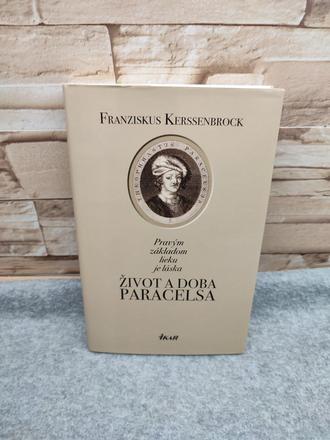 FRANZISKUS KERSSENBROCK
THEOPHRASTUS PARACELSUS
Pravým
základom
lieku
je láska
ŽIVOT A DOBA
PARACELSA
IKAR